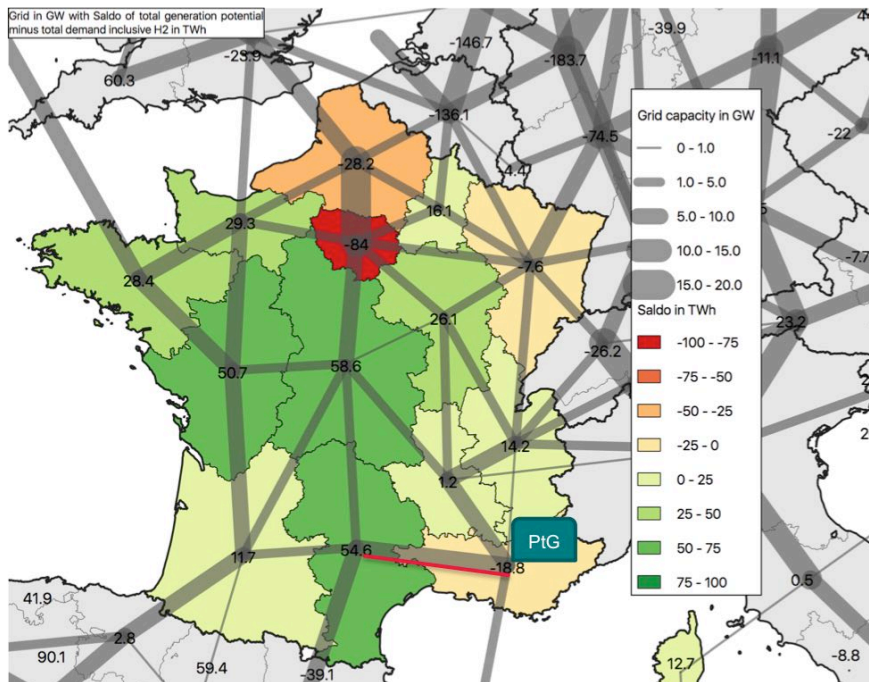 Grid in GW with Saldo of total generation potential
minus total demand inclusive H2 in TWh
-146.7
-39.9
-11.1
-183.7
-23.9
60.3
-136.1
-74.5
-22
-28.2
-4.4
16.1
29.3
-84
-7.6
-7.7
28.4
26.1
23.2
-26.2
50.7
58.6
14.2
1.2
PtG
11.7
54.6
-18.8
0.5
41.9
2.8
90.1
59.4
-39.1
12.7
-8.8
Grid capacity in GW
0 - 1.0
1.0 - 5.0
5.0 - 10.0
10.0 - 15.0
15.0 - 20.0
Saldo in TWh
-100 - -75
-75 - -50
-50 - -25
-25 - 0
0 - 25
25 - 50
50 - 75
75 - 100